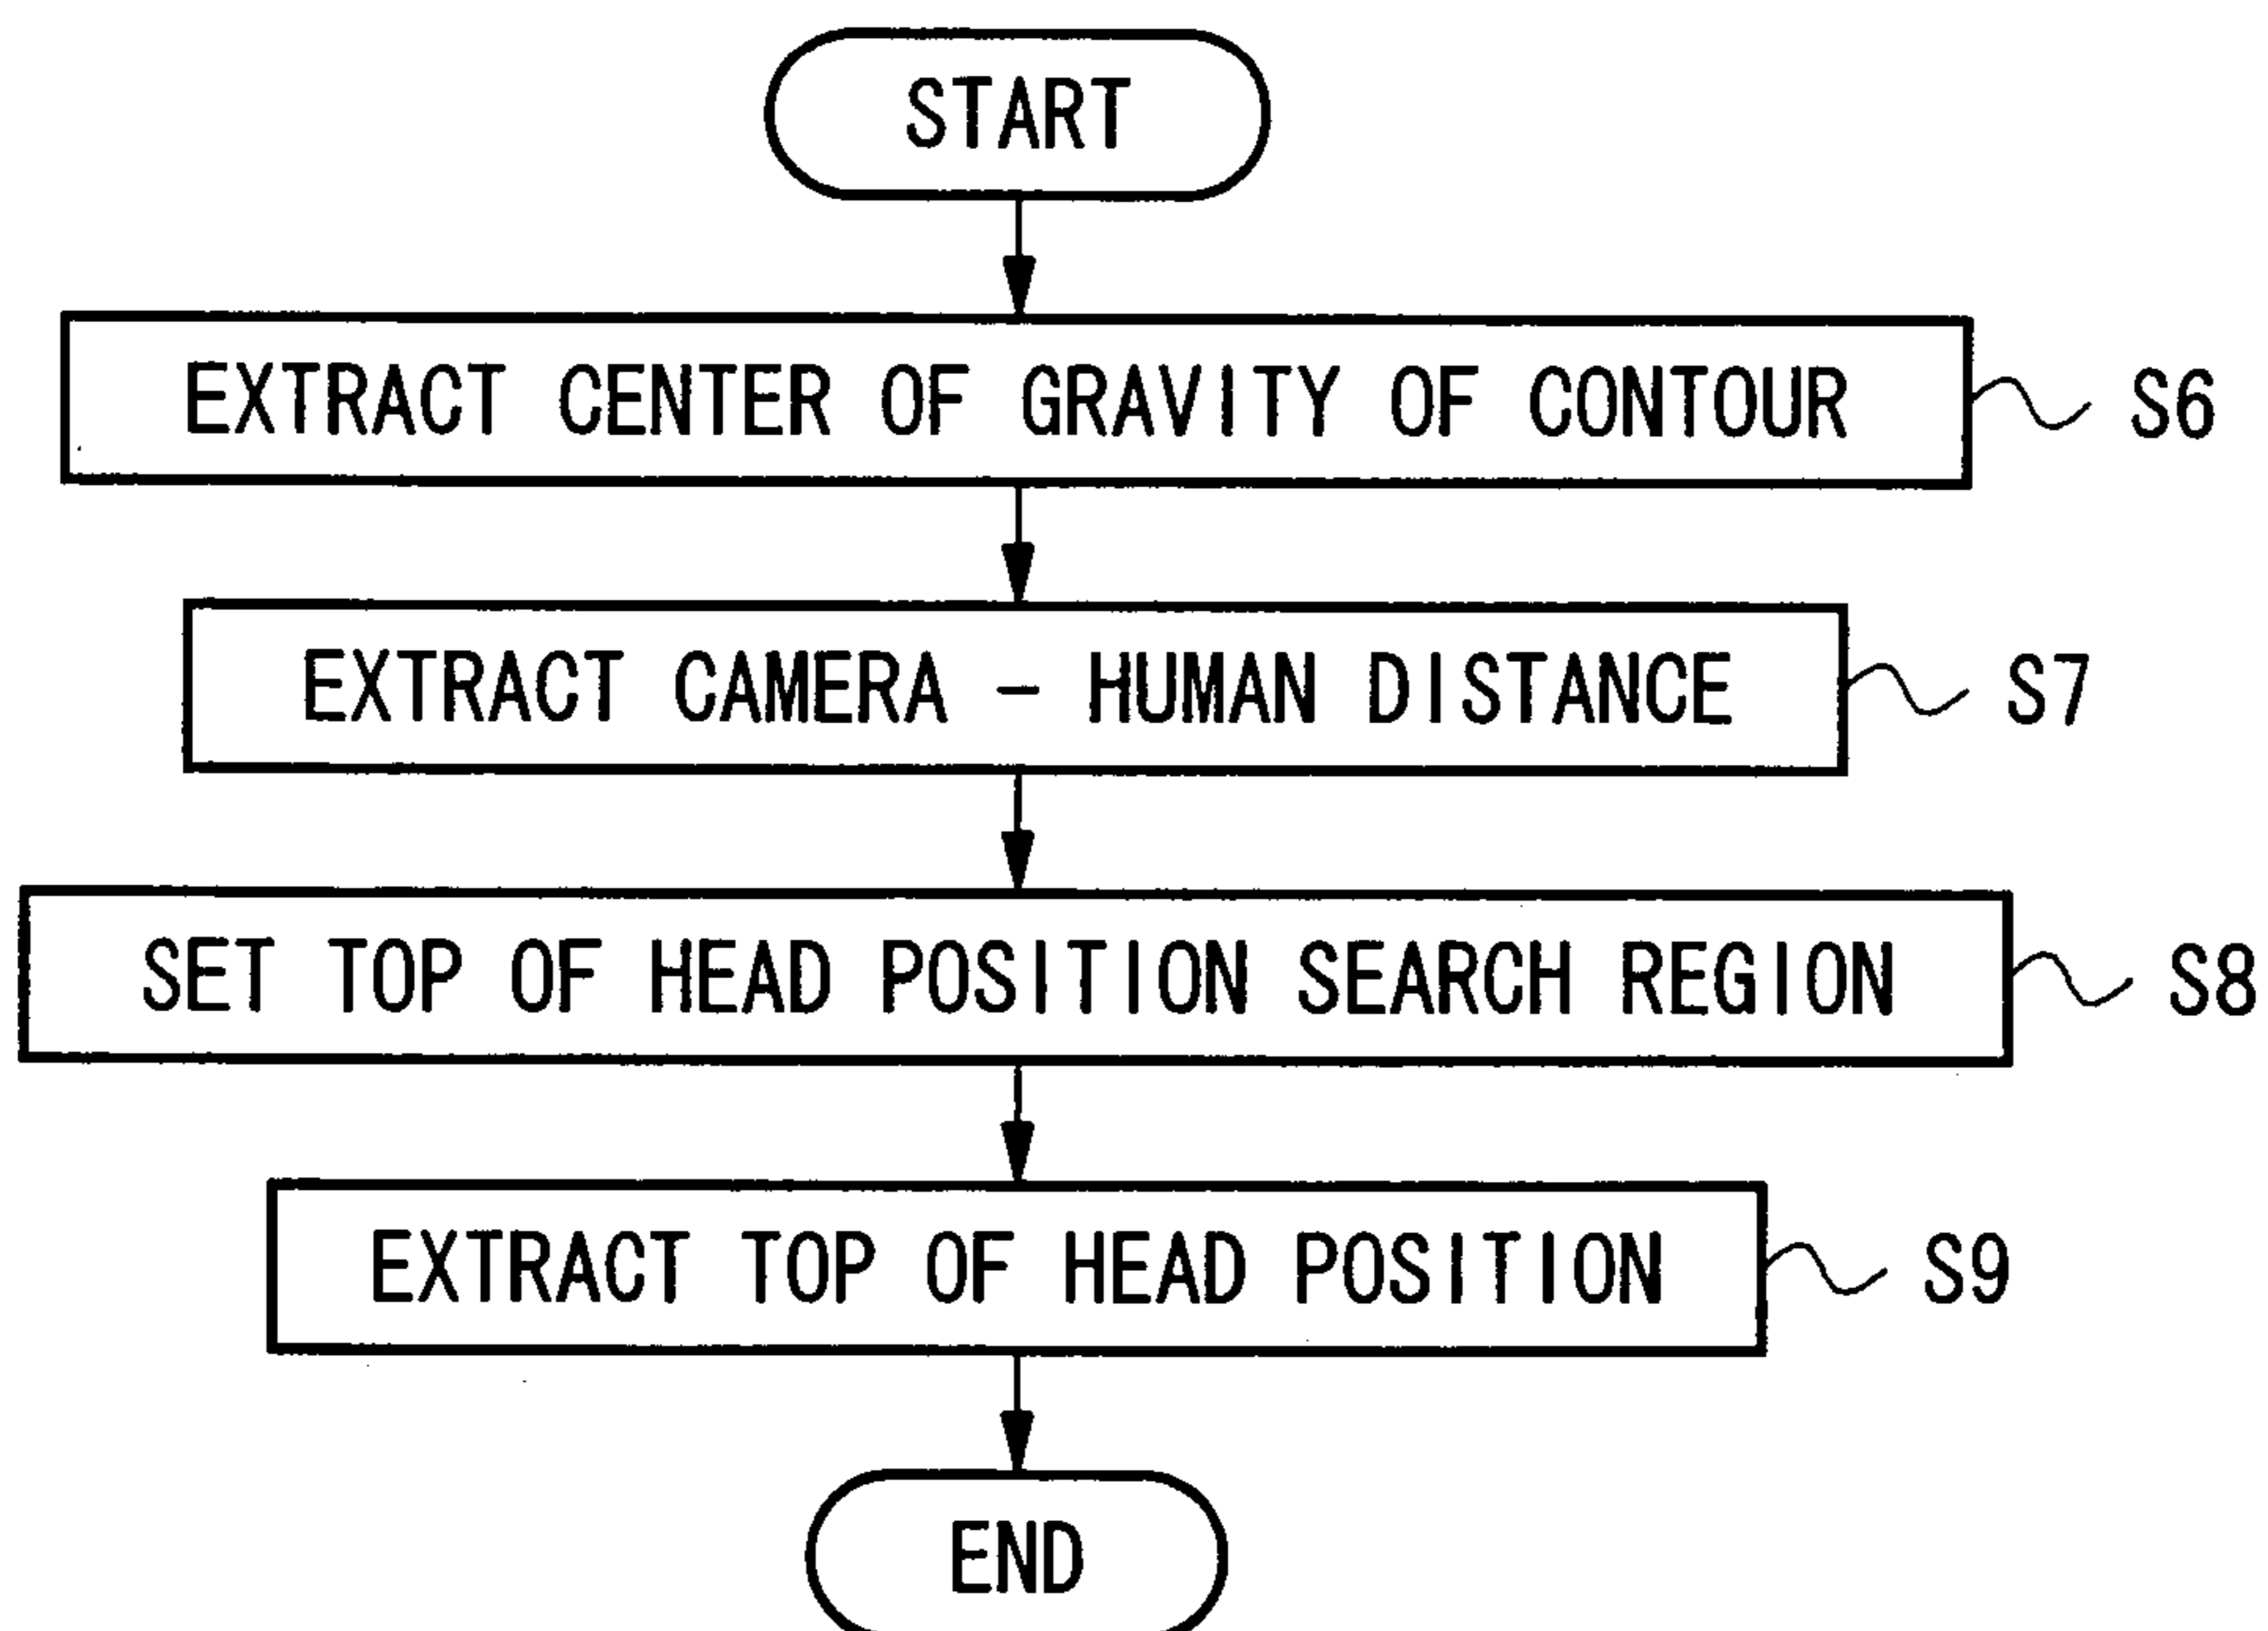 START
EXTRACT CENTER OF GRAVITY OF CONTOUR S6
EXTRACT CAMERA - HUMAN DISTANCE S7
SET TOP OF HEAD POSITION SEARCH REGION S8
EXTRACT TOP OF HEAD POSITION S9
END